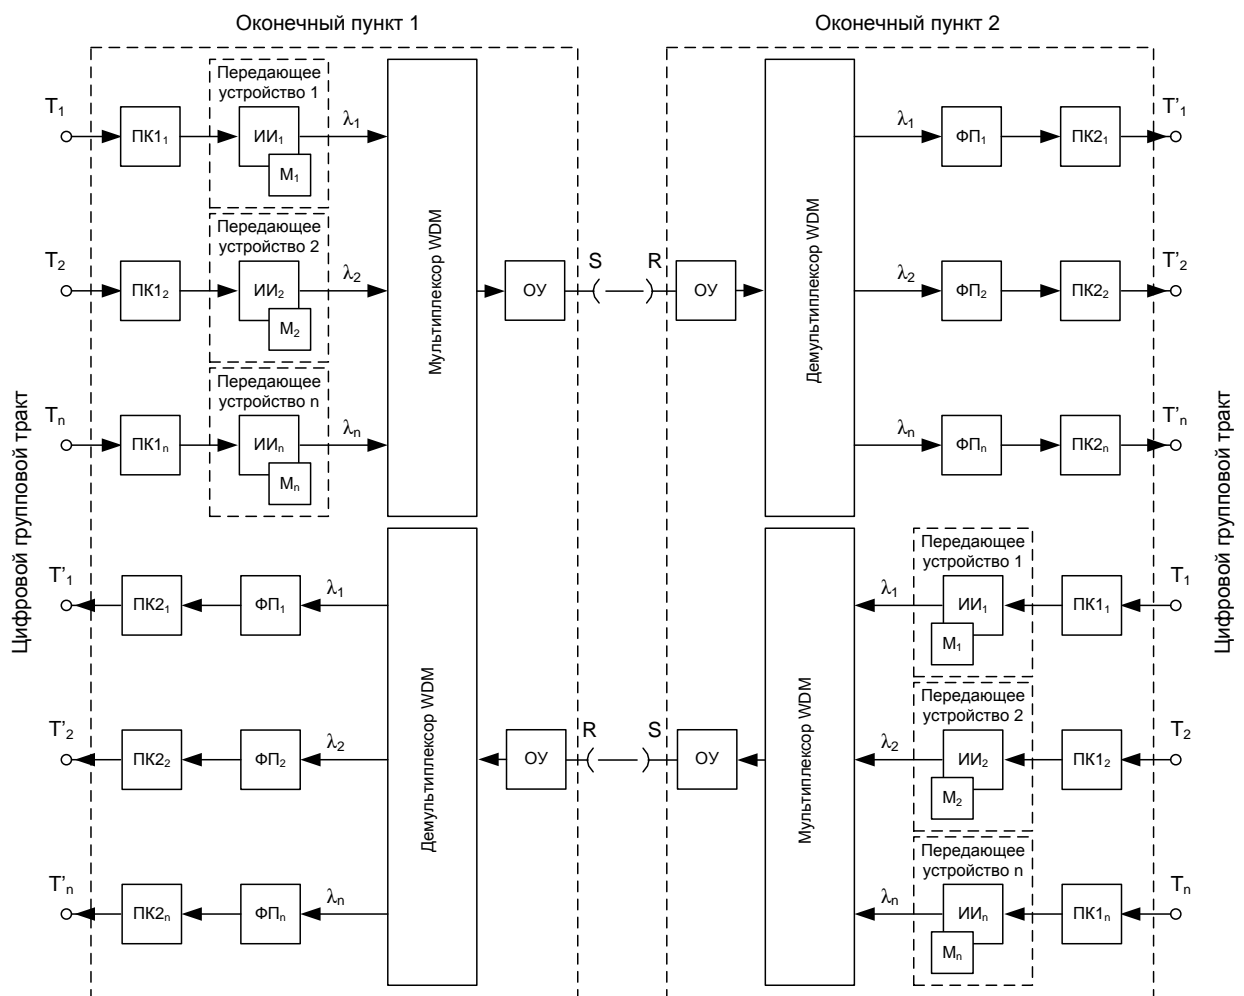 Оконечный пункт 1
Оконечный пункт 2
Передающее
устройство 1
T₁
ПК1₁
ИИ₁
M₁
λ₁
λ₁
ФП₁
ПК2₁
T'₁
Передающее
устройство 2
T₂
ПК1₂
ИИ₂
M₂
λ₂
Мультиплексор WDM
ОУ
S
R
ОУ
Демультиплексор WDM
λ₂
ФП₂
ПК2₂
T'₂
Передающее
устройство n
Tₙ
ПК1ₙ
ИИₙ
Mₙ
λₙ
λₙ
ФПₙ
ПК2ₙ
T'ₙ
Цифровой групповой тракт
Цифровой групповой тракт
T'₁
ПК2₁
ФП₁
λ₁
λ₁
Передающее
устройство 1
ИИ₁
M₁
ПК1₁
T₁
T'₂
ПК2₂
ФП₂
λ₂
Демультиплексор WDM
ОУ
R
S
ОУ
Мультиплексор WDM
λ₂
Передающее
устройство 2
ИИ₂
M₂
ПК1₂
T₂
T'ₙ
ПК2ₙ
ФПₙ
λₙ
λₙ
Передающее
устройство n
ИИₙ
Mₙ
ПК1ₙ
Tₙ